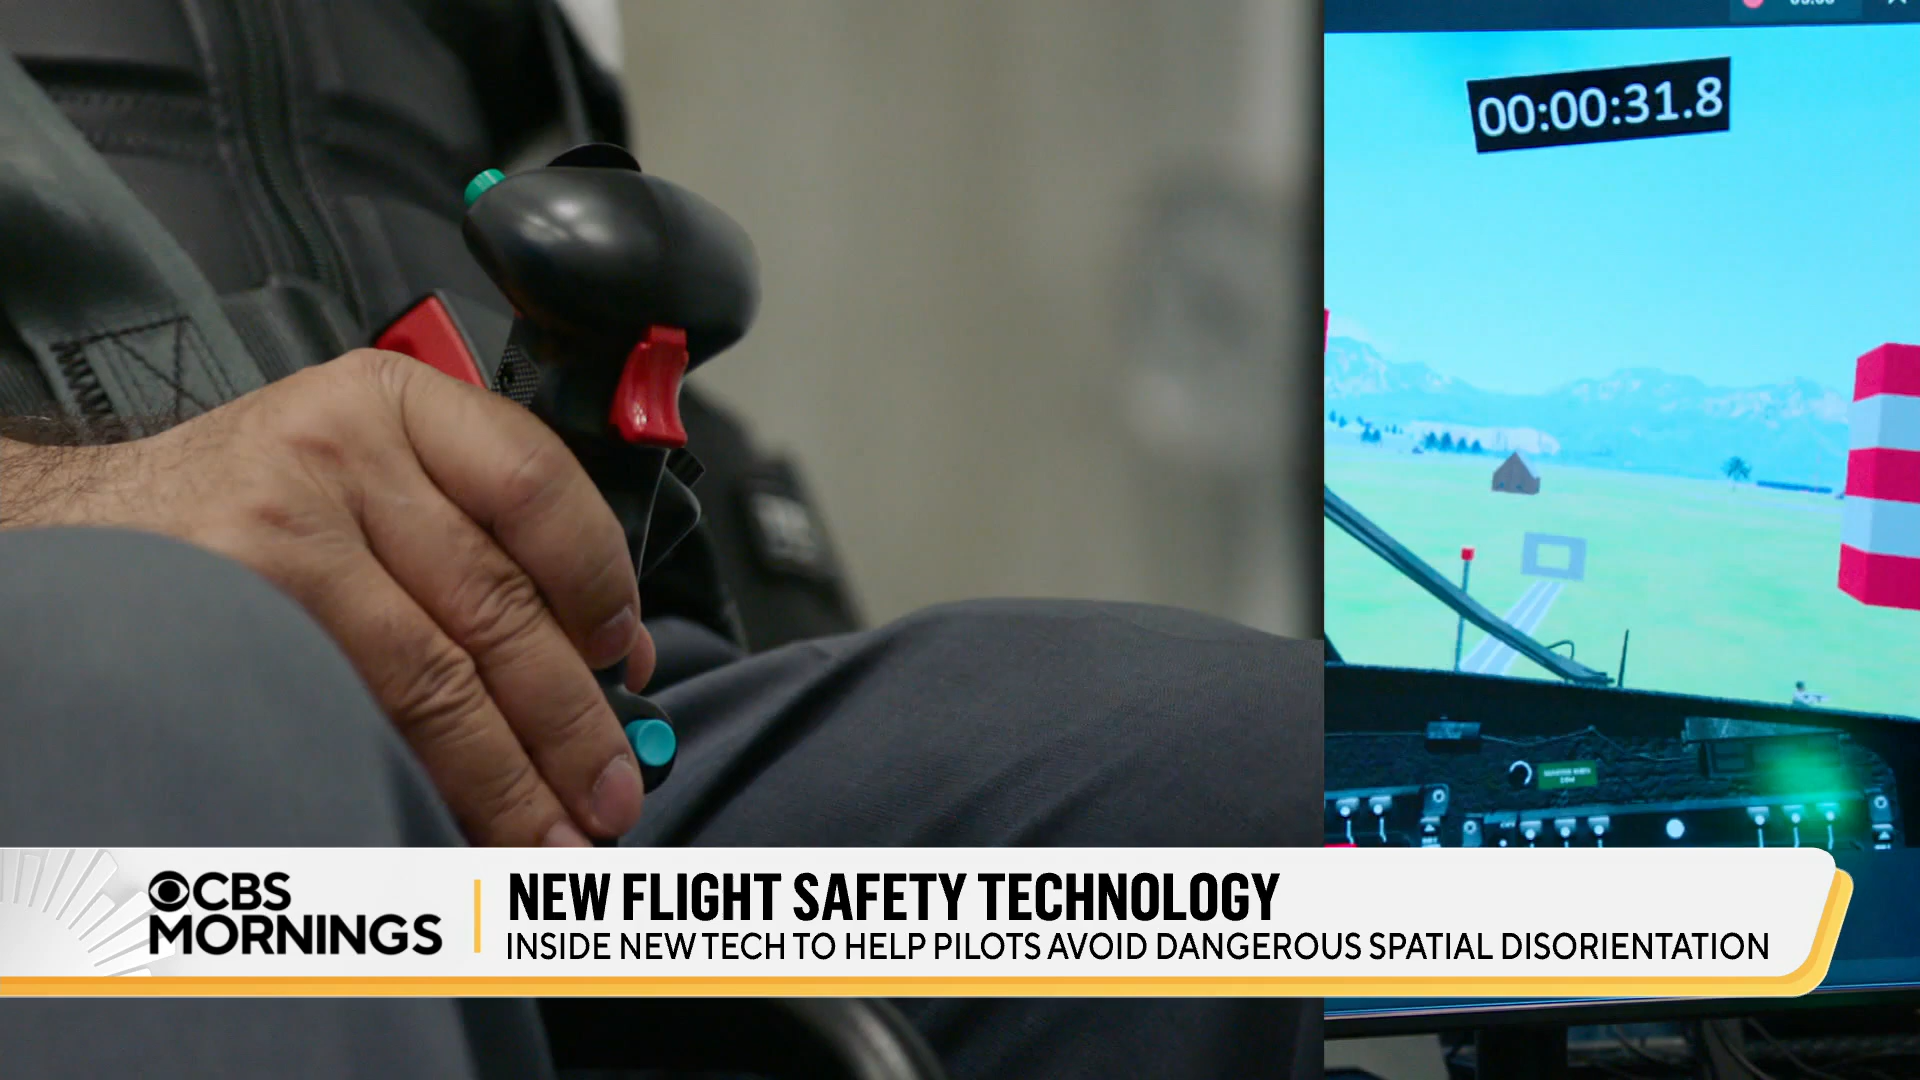 00:00:31.8
CBS
MORNINGS
NEW FLIGHT SAFETY TECHNOLOGY
INSIDE NEW TECH TO HELP PILOTS AVOID DANGEROUS SPATIAL DISORIENTATION